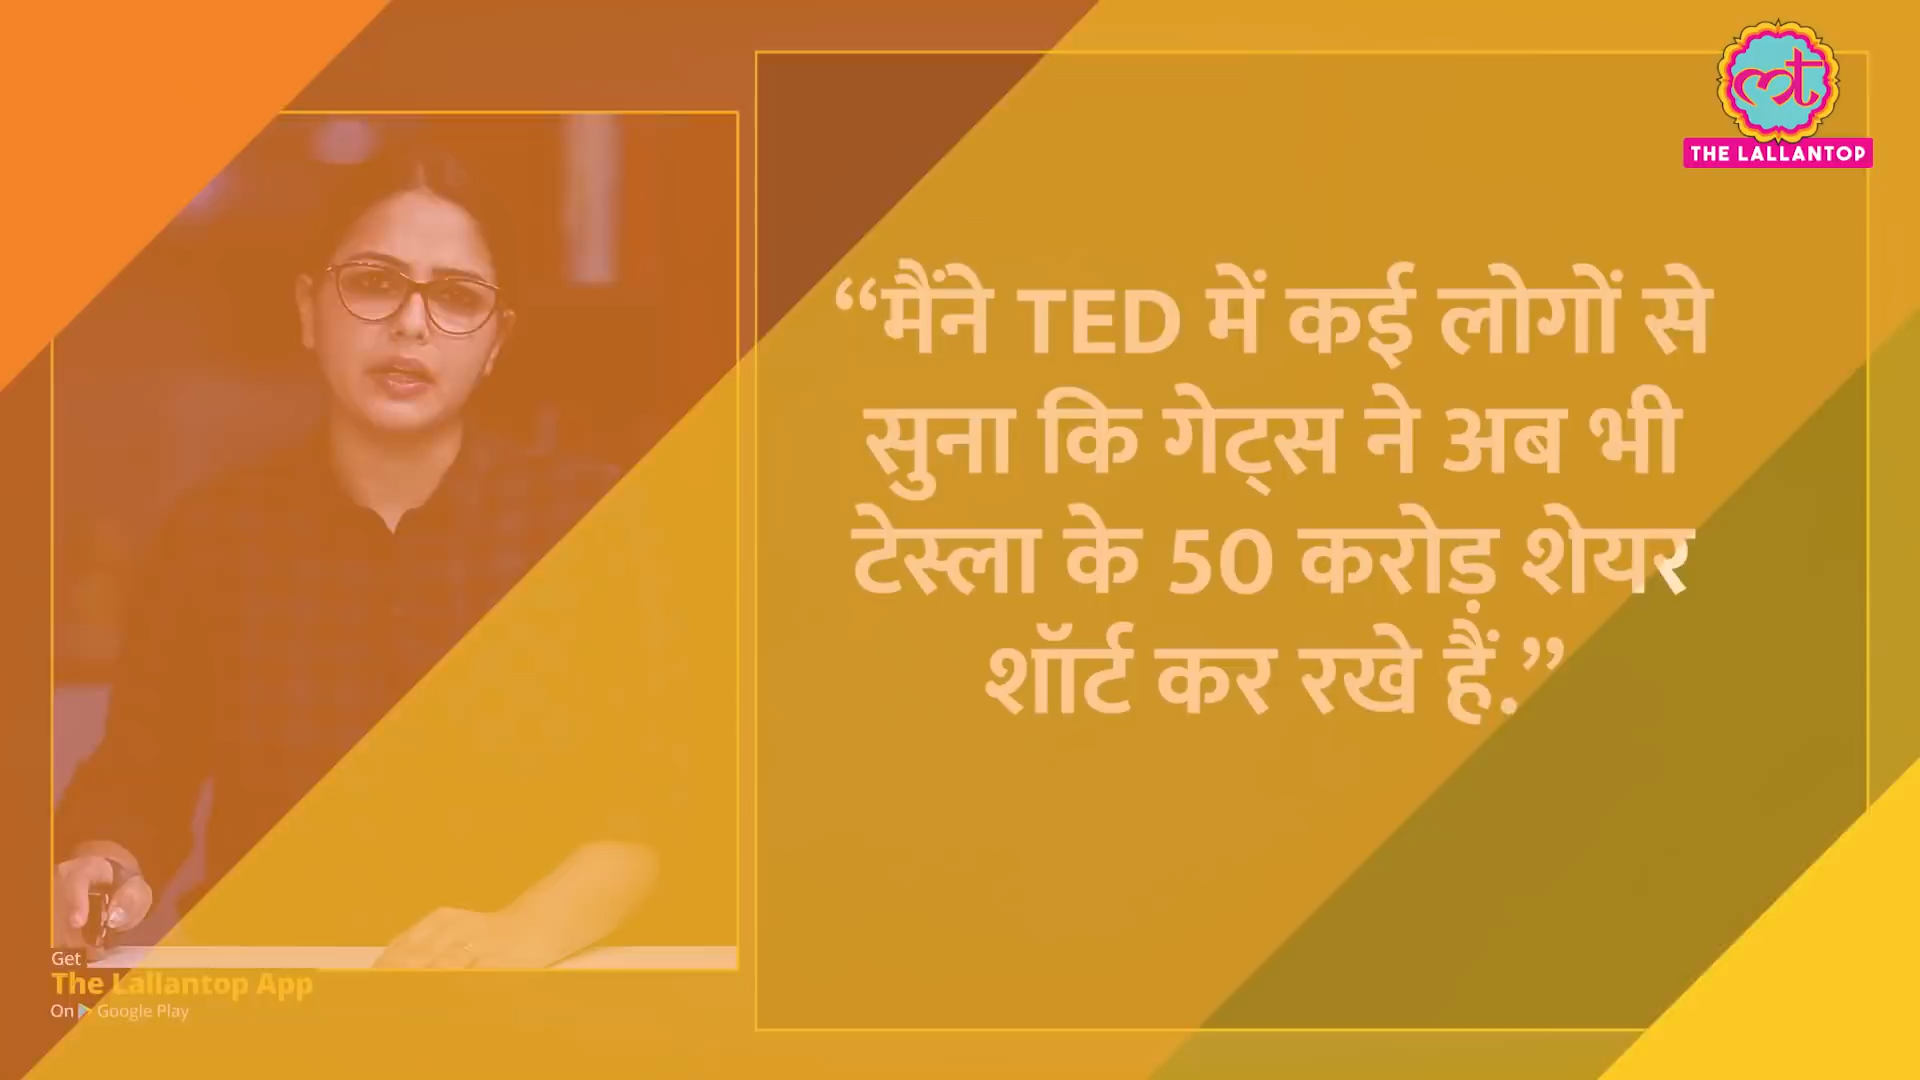 THE LALLANTOP
“मैंने TED में कई लोगों से
सुना कि गेट्स ने अब भी
टेस्ला के 50 करोड़ शेयर
शॉर्ट कर रखे हैं.”
Get
The Lallantop App
On Google Play